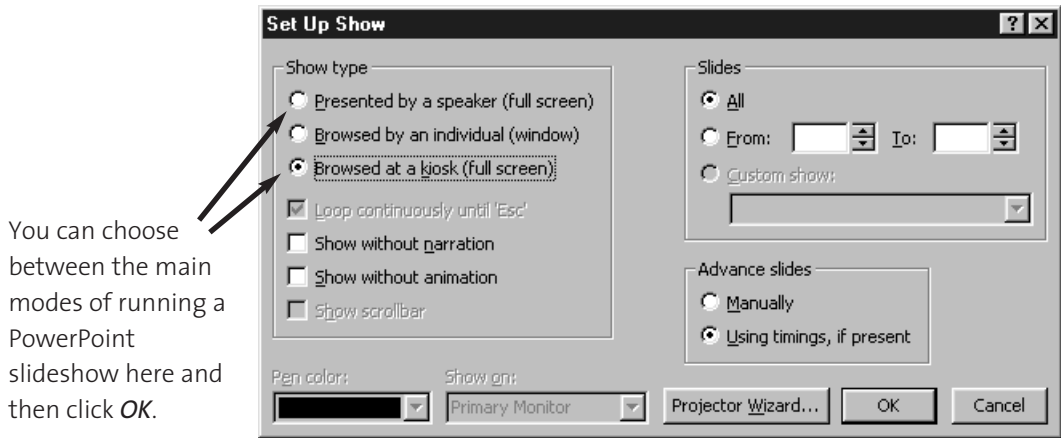 Set Up Show
Show type
Presented by a speaker (full screen)
Browsed by an individual (window)
Browsed at a kiosk (full screen)
Loop continuously until 'Esc'
Show without narration
Show without animation
Show scrollbar
Slides
All
From: To:
Custom show:
Advance slides
Manually
Using timings, if present
Pen color: Show on:
Primary Monitor
Projector Wizard... OK Cancel
You can choose
between the main
modes of running a
PowerPoint
slideshow here and
then click OK.